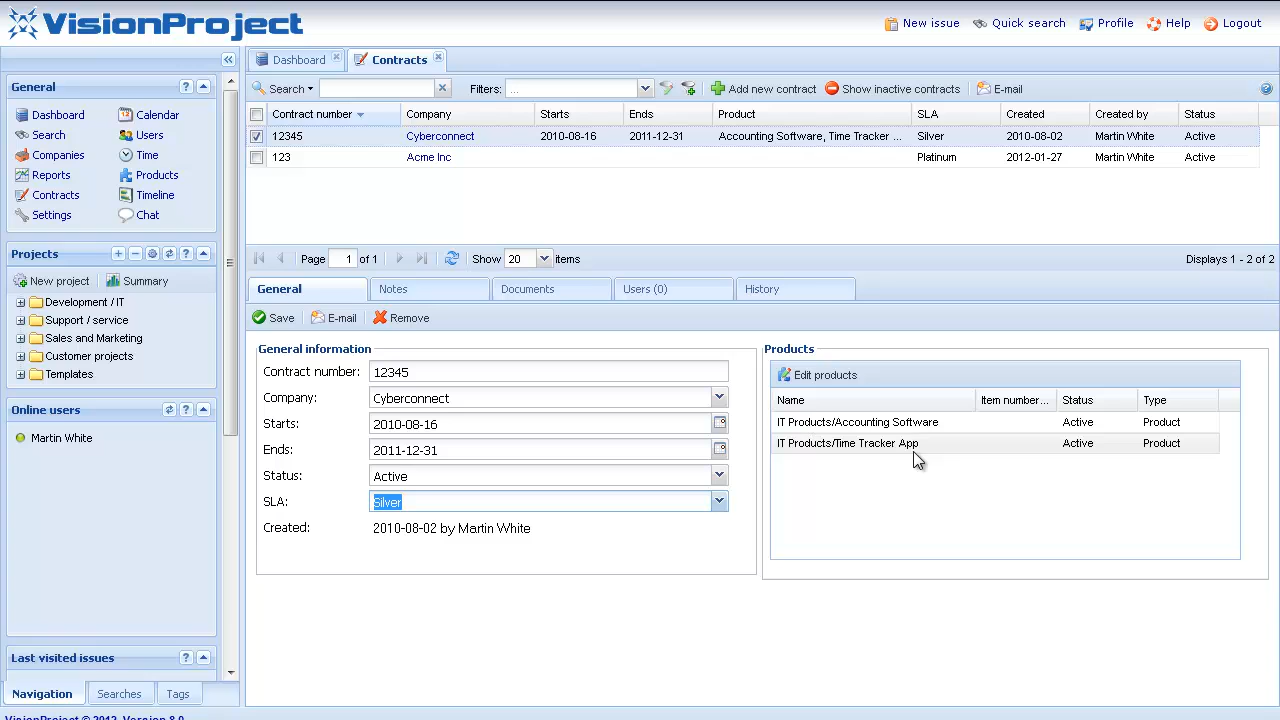 VisionProject
New issue Quick search Profile Help Logout
Dashboard Contracts
General ?
Search Filters: ... Add new contract Show inactive contracts E-mail
Contract number Company Starts Ends Product SLA Created Created by Status
12345 Cyberconnect 2010-08-16 2011-12-31 Accounting Software, Time Tracker ... Silver 2010-08-02 Martin White Active
123 Acme Inc Platinum 2012-01-27 Martin White Active
Dashboard Calendar
Search Users
Companies Time
Reports Products
Contracts Timeline
Settings Chat
Projects ?
New project Summary
Development / IT
Support / service
Sales and Marketing
Customer projects
Templates
Online users ?
Martin White
Last visited issues ?
Navigation Searches Tags
VisionProject © 2012, Version 8.0
Page 1 of 1 Show 20 items Displays 1 - 2 of 2
General Notes Documents Users (0) History
Save E-mail Remove
General information
Contract number: 12345
Company: Cyberconnect
Starts: 2010-08-16
Ends: 2011-12-31
Status: Active
SLA: Silver
Created: 2010-08-02 by Martin White
Products
Edit products
Name Item number... Status Type
IT Products/Accounting Software Active Product
IT Products/Time Tracker App Active Product